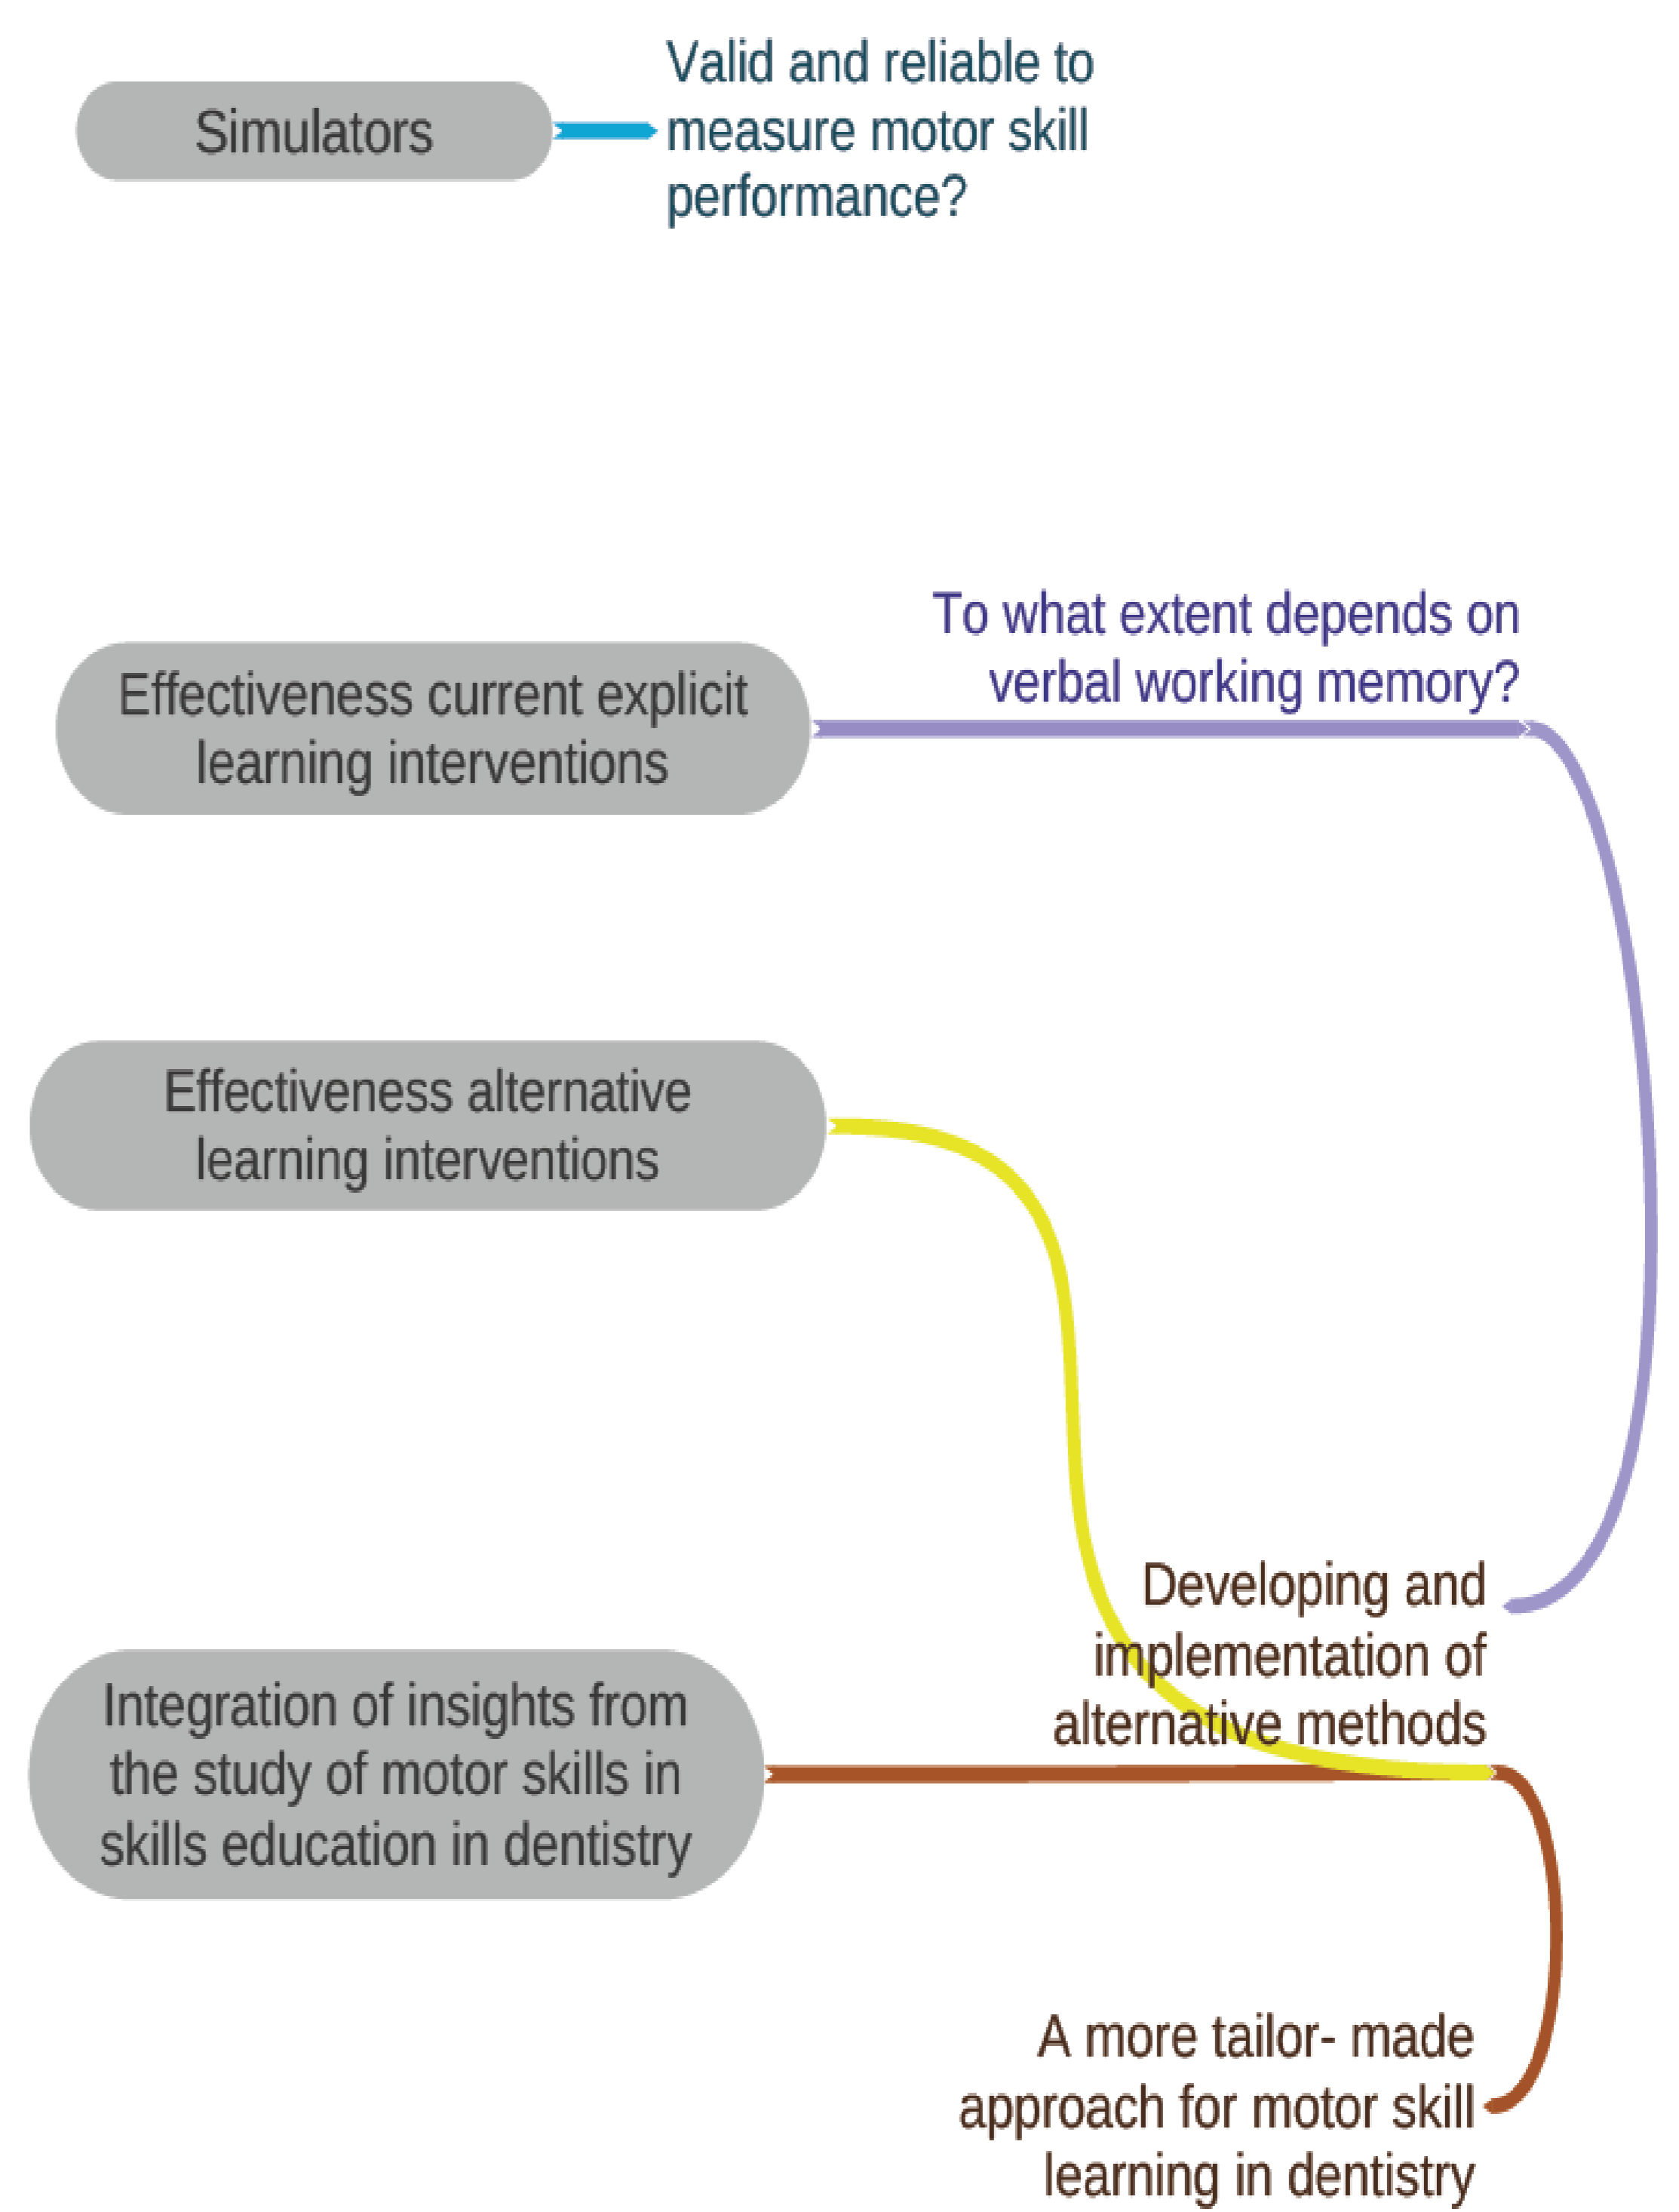 Simulators
Valid and reliable to
measure motor skill
performance?
To what extent depends on
verbal working memory?
Effectiveness current explicit
learning interventions
Effectiveness alternative
learning interventions
Developing and
implementation of
alternative methods
Integration of insights from
the study of motor skills in
skills education in dentistry
A more tailor- made
approach for motor skill
learning in dentistry